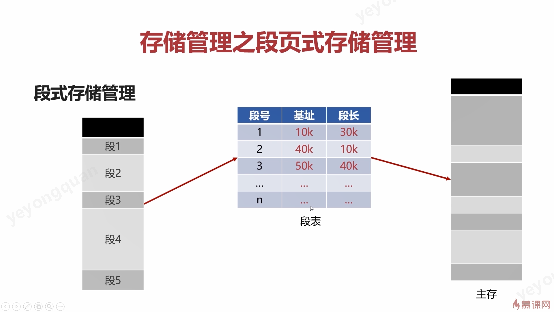 存储管理之段页式存储管理
段式存储管理
段1
段2
段3
段4
段5
段号 基址 段长
1 10k 30k
2 40k 10k
3 50k 40k
... ... ...
n ... ...
段表
主存
慕课网
yeyongquan